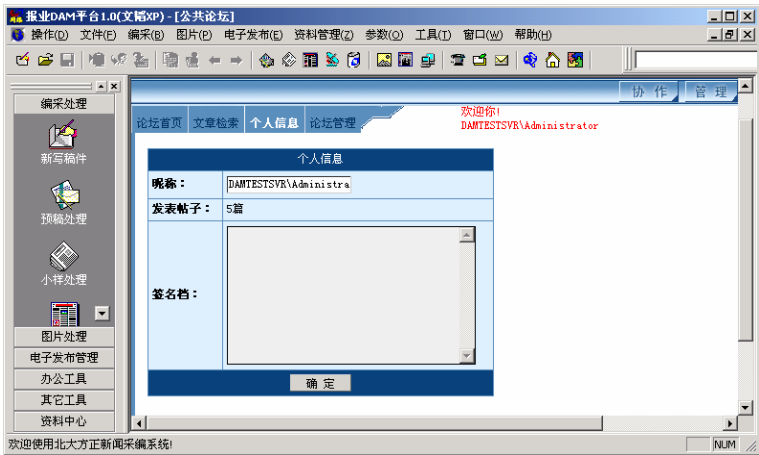 报业DAM平台1.0(文韬XP) - [公共论坛]
操作(D) 文件(F) 编采(B) 图片(P) 电子发布(E) 资料管理(Z) 参数(O) 工具(T) 窗口(W) 帮助(H)
协 作 管 理
编采处理
新写稿件
预稿处理
小样处理
图片处理
电子发布管理
办公工具
其它工具
资料中心
欢迎你!
DAMTESTSVR\Administrator
论坛首页 文章检索 个人信息 论坛管理
个人信息
昵称： DAMTESTSVR\Administra
发表帖子： 5篇
签名档：
确 定
欢迎使用北大方正新闻采编系统! NUM